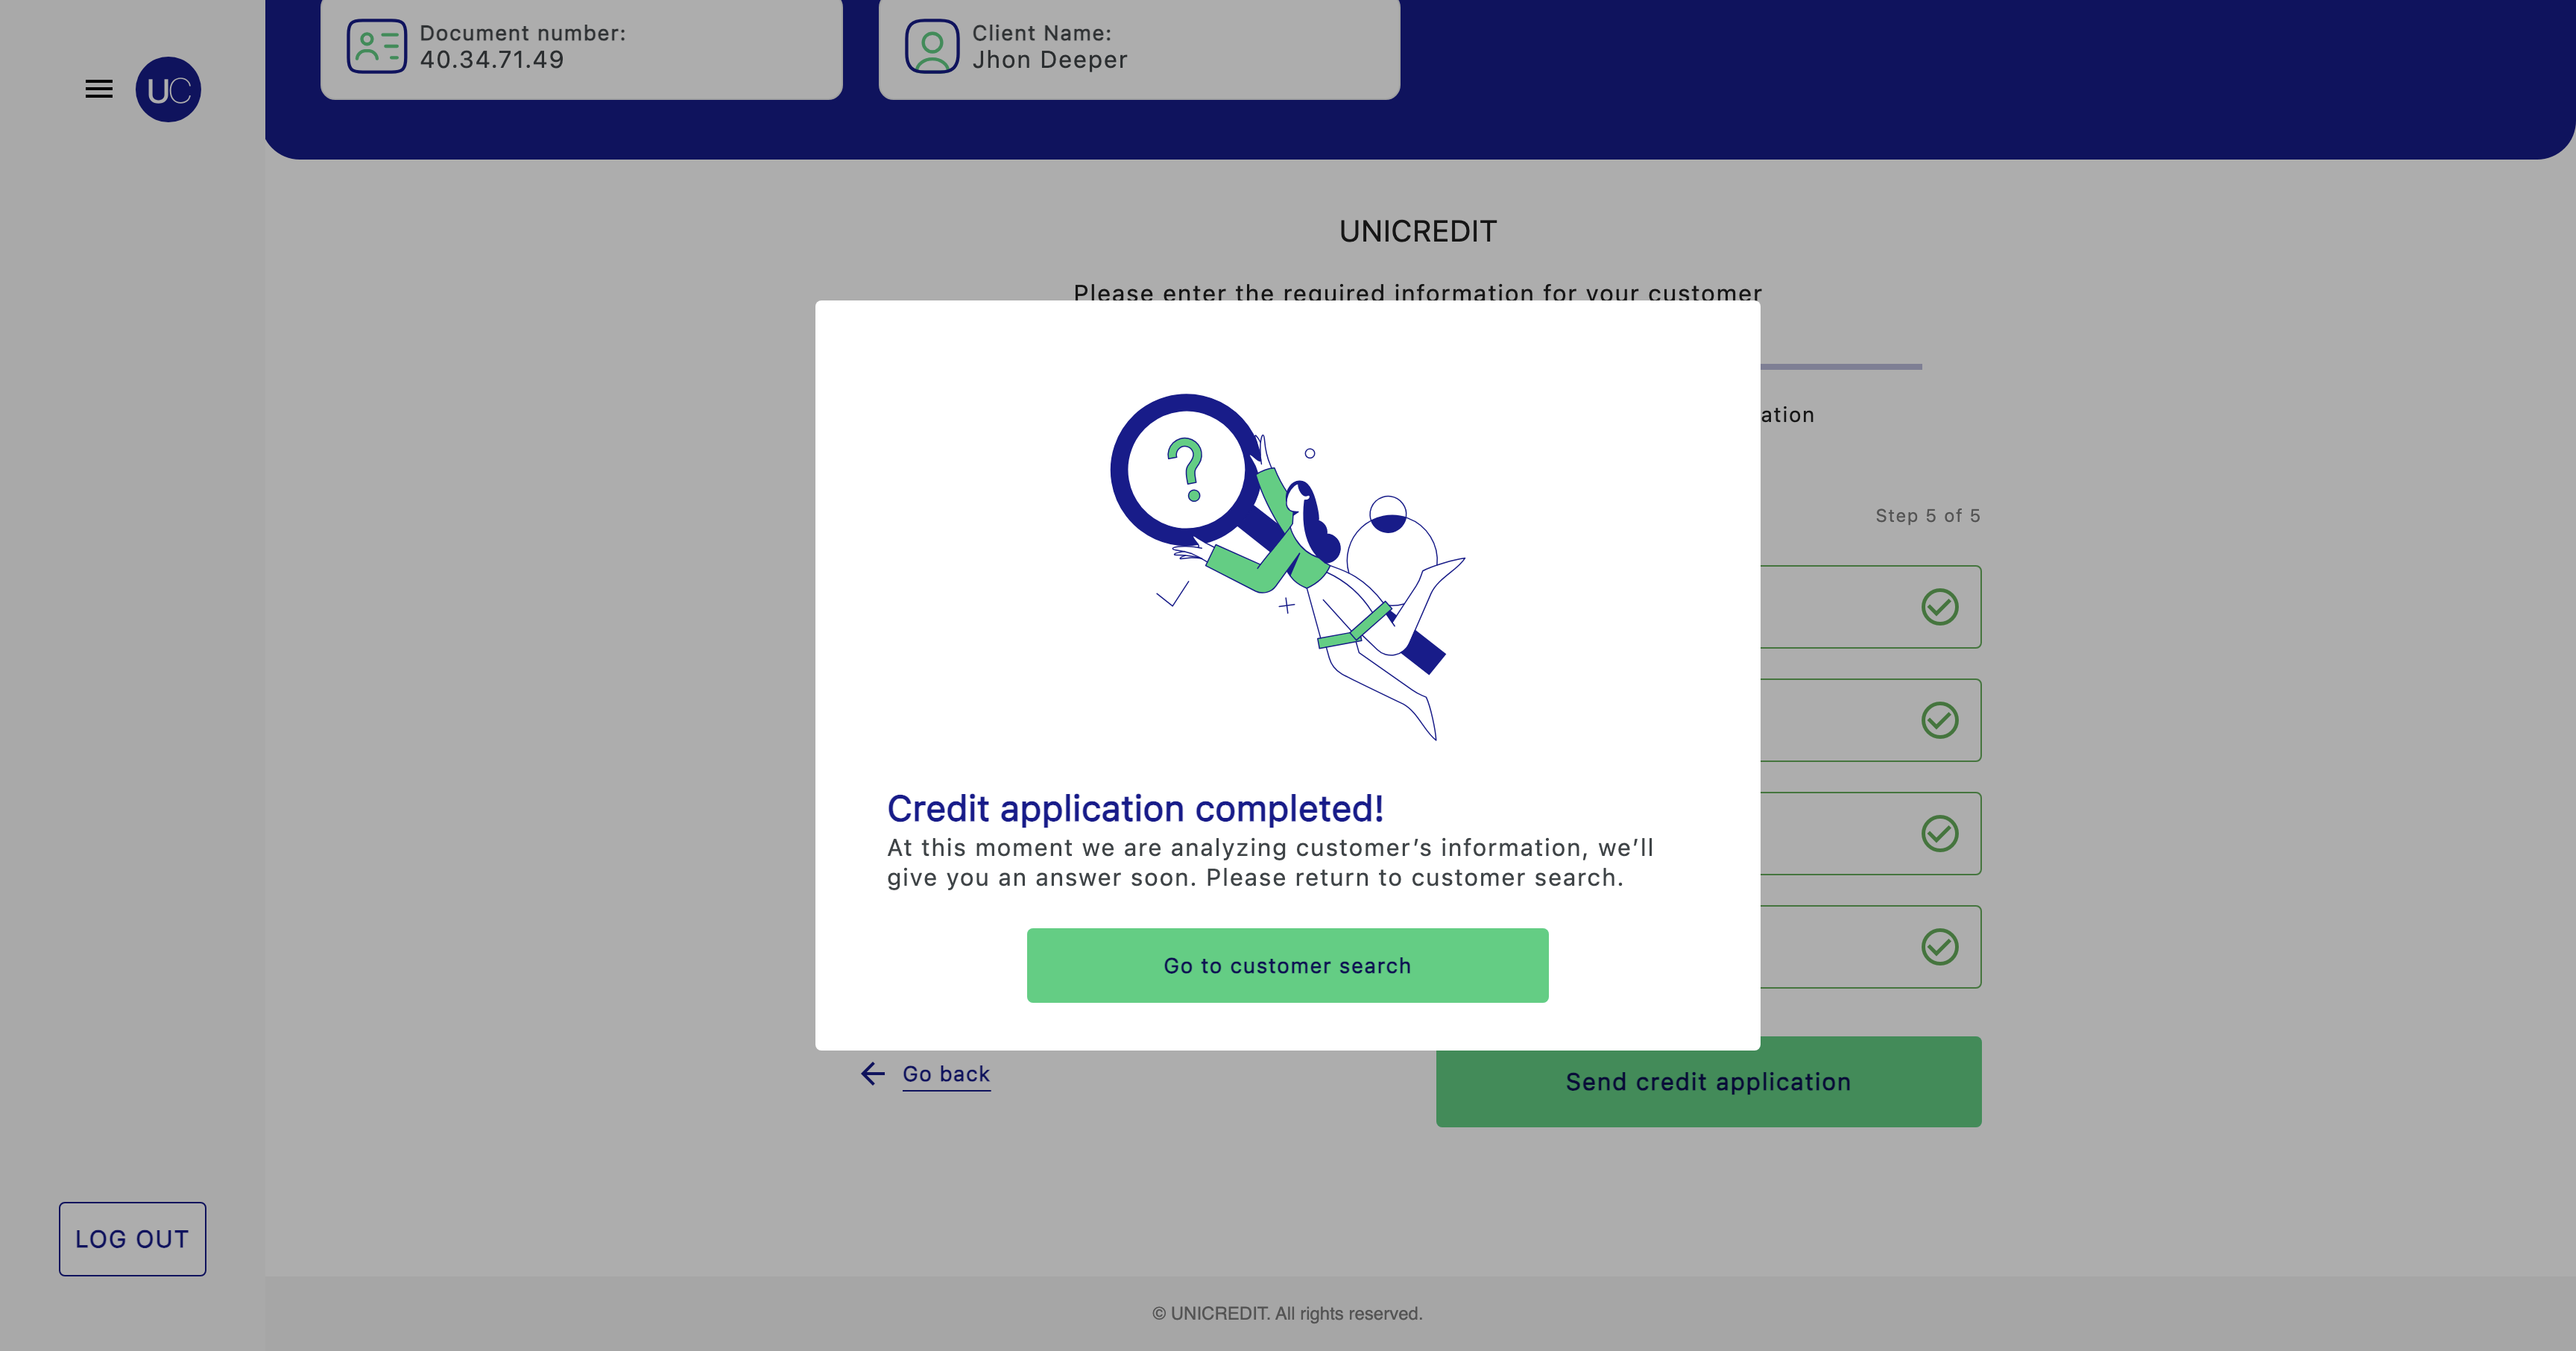 Document number:
40.34.71.49
Client Name:
Jhon Deeper
UC
UNICREDIT
Please enter the required information for your customer
ation
Step 5 of 5
?
Credit application completed!
At this moment we are analyzing customer’s information, we’ll
give you an answer soon. Please return to customer search.
Go to customer search
Go back
Send credit application
LOG OUT
© UNICREDIT. All rights reserved.